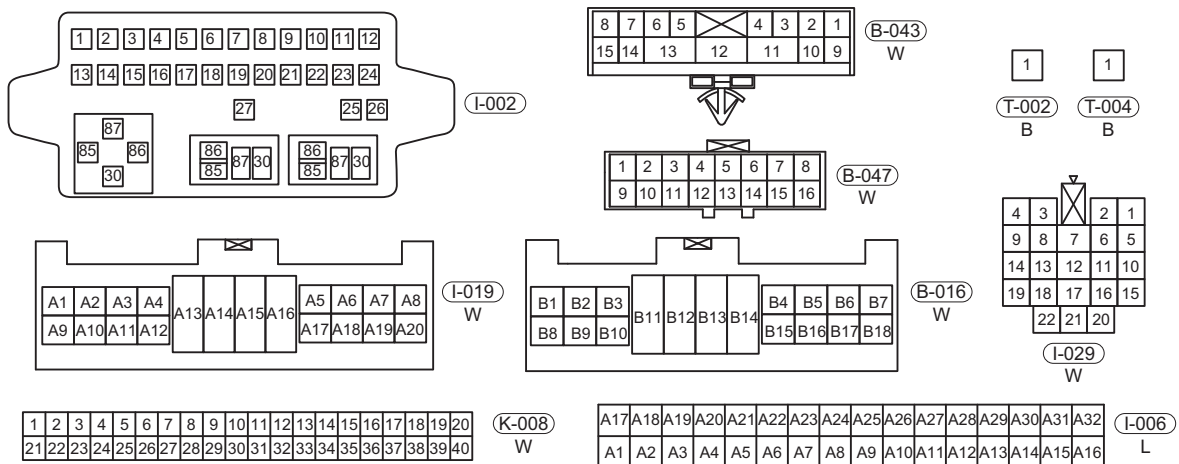 1 2 3 4 5 6 7 8 9 10 11 12
13 14 15 16 17 18 19 20 21 22 23 24
27 25 26
87
85 86
30
86 87 30
85
86 87 30
85
I-002
8 7 6 5 4 3 2 1
15 14 13 12 11 10 9
B-043
W
1
T-002
B
1
T-004
B
1 2 3 4 5 6 7 8
9 10 11 12 13 14 15 16
B-047
W
A1 A2 A3 A4 A13 A14 A15 A16 A5 A6 A7 A8
A9 A10 A11 A12 A17 A18 A19 A20
I-019
W
B1 B2 B3 B11 B12 B13 B14 B4 B5 B6 B7
B8 B9 B10 B15 B16 B17 B18
B-016
W
4 3 2 1
9 8 7 6 5
14 13 12 11 10
19 18 17 16 15
22 21 20
I-029
W
1 2 3 4 5 6 7 8 9 10 11 12 13 14 15 16 17 18 19 20
21 22 23 24 25 26 27 28 29 30 31 32 33 34 35 36 37 38 39 40
K-008
W
A17 A18 A19 A20 A21 A22 A23 A24 A25 A26 A27 A28 A29 A30 A31 A32
A1 A2 A3 A4 A5 A6 A7 A8 A9 A10 A11 A12 A13 A14 A15 A16
I-006
L